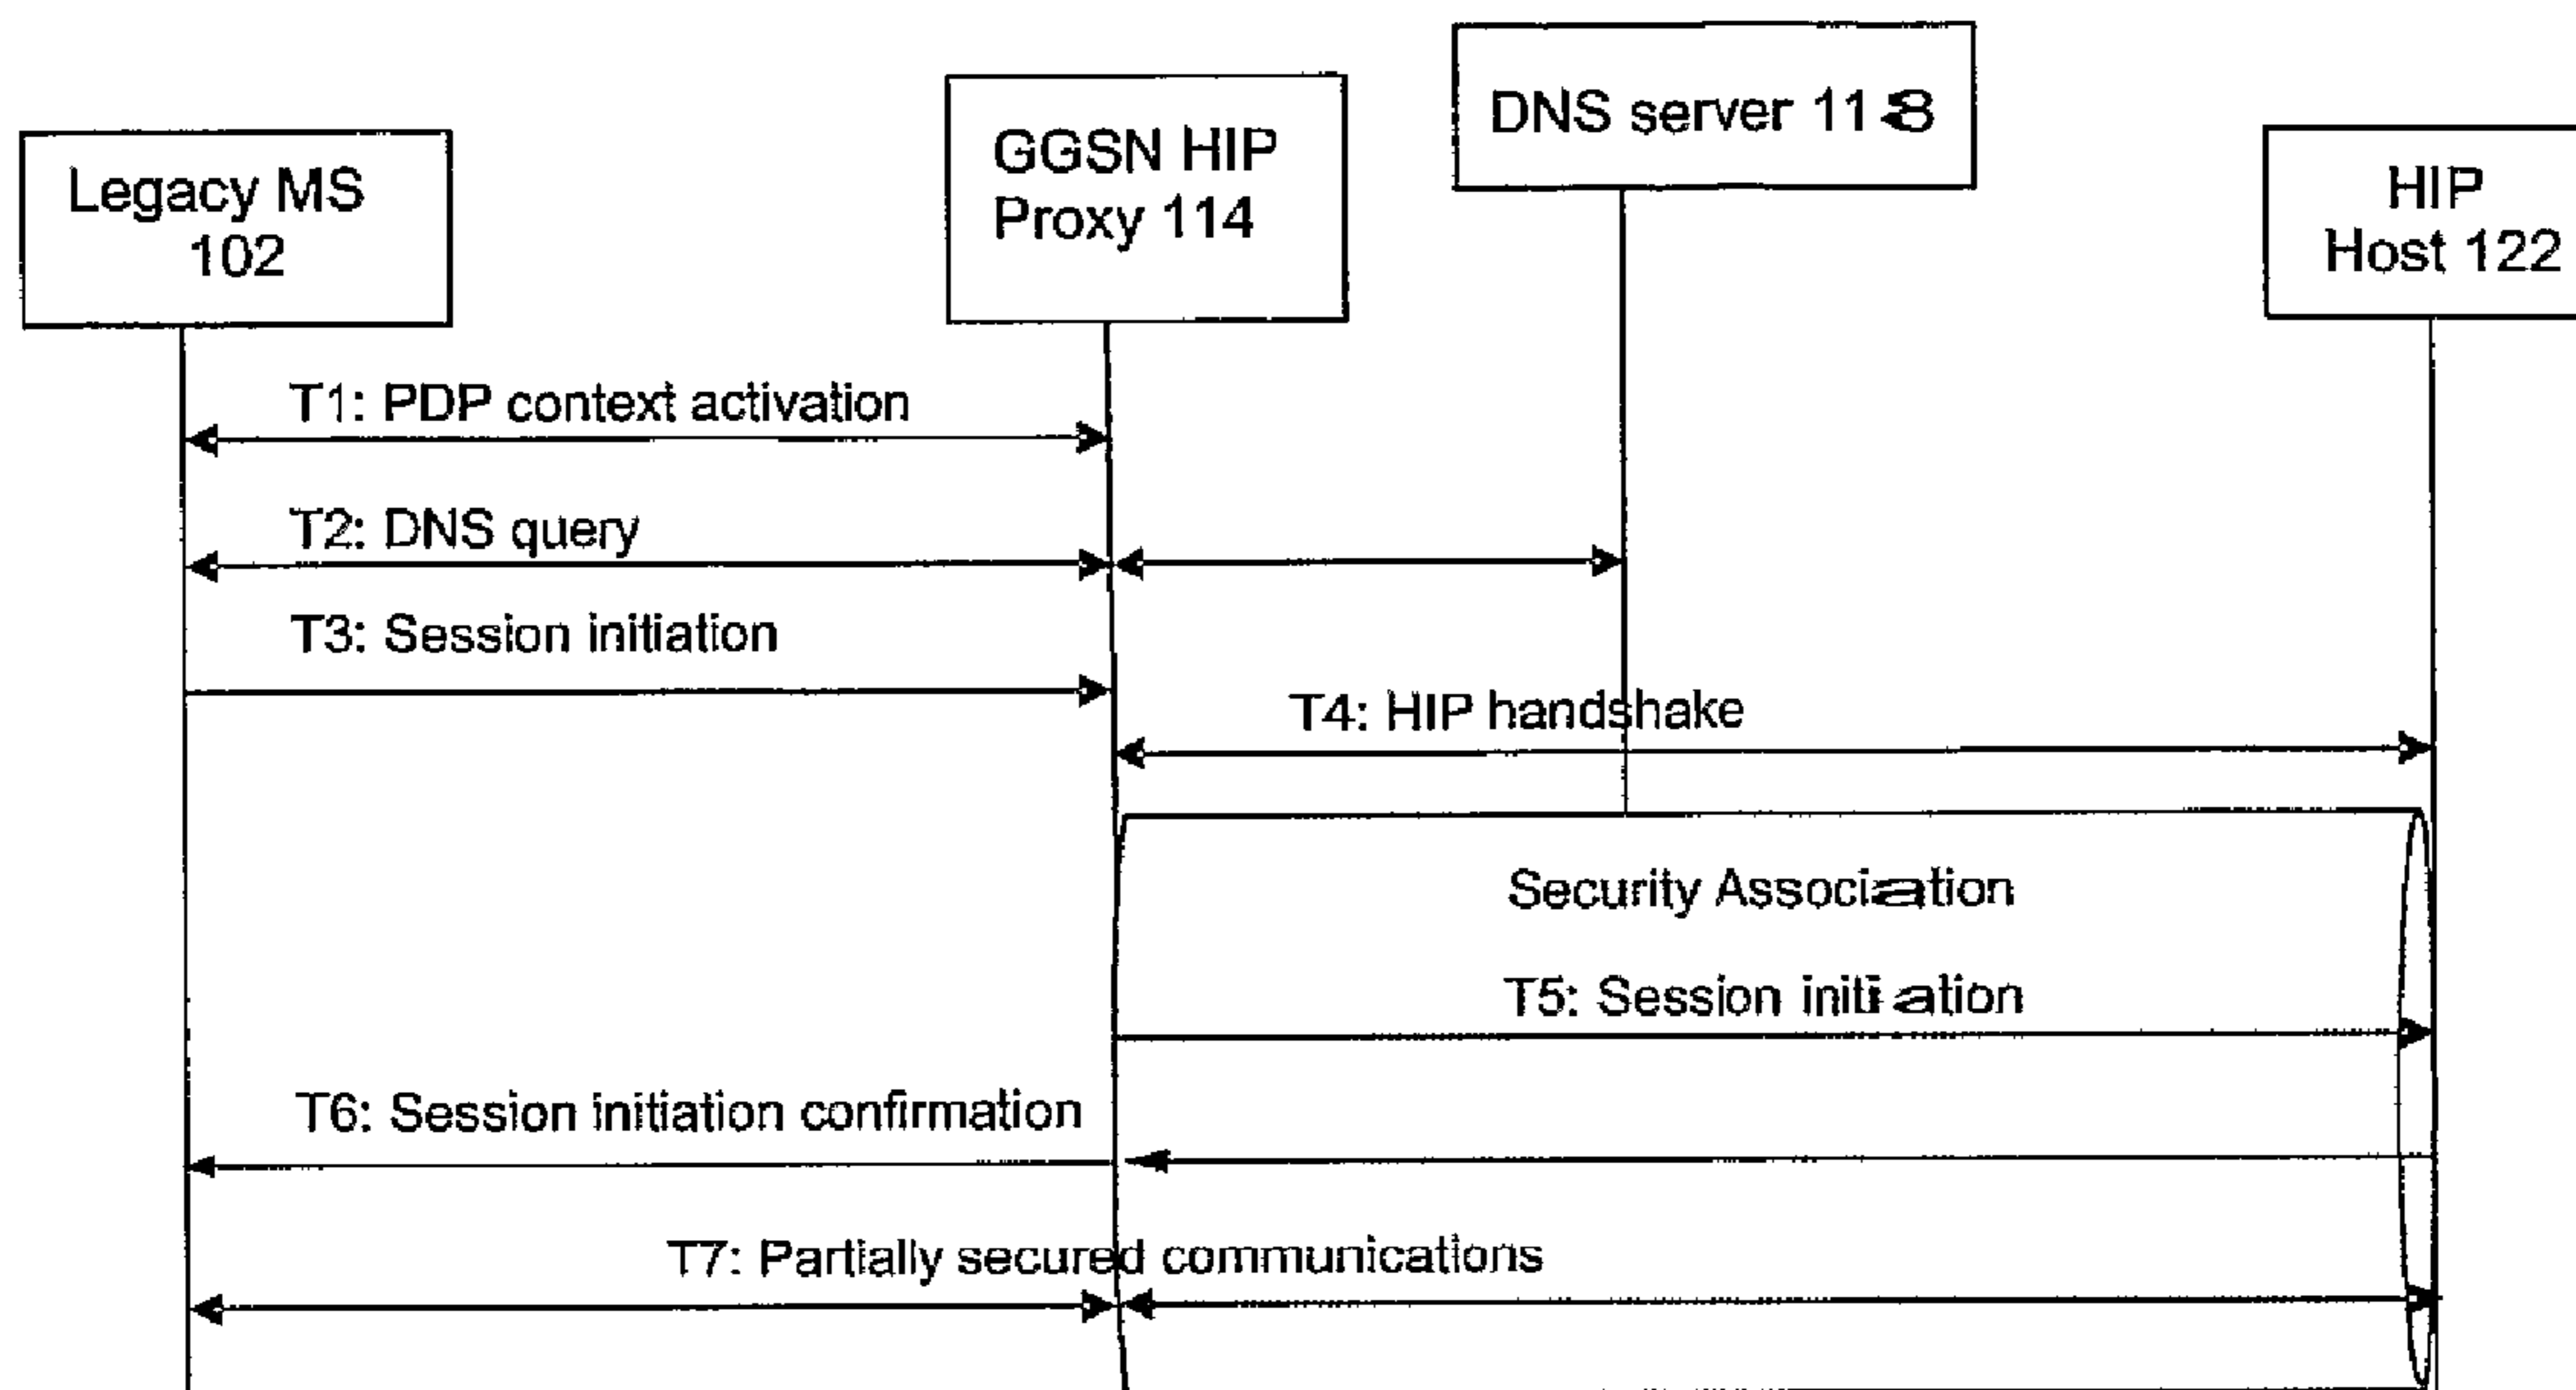 Legacy MS
102
GGSN HIP
Proxy 114
DNS server 118
HIP
Host 122
T1: PDP context activation
T2: DNS query
T3: Session initiation
T4: HIP handshake
Security Association
T5: Session initiation
T6: Session initiation confirmation
T7: Partially secured communications